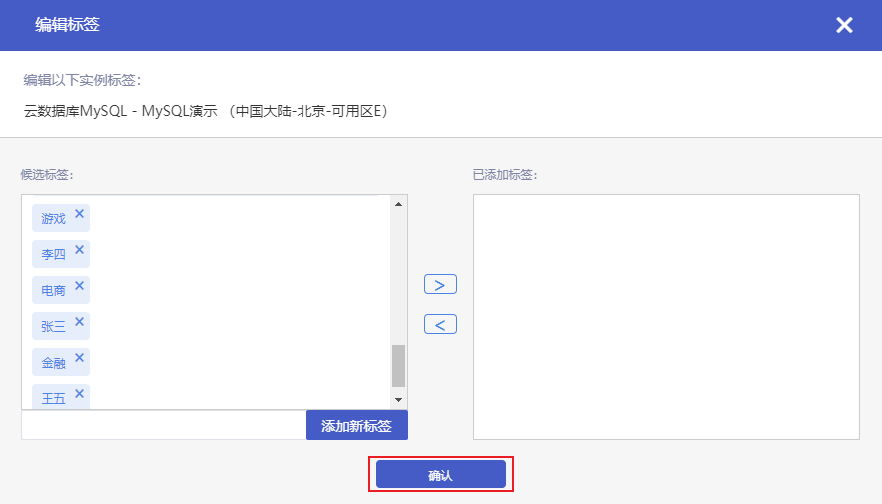 编辑标签
编辑以下实例标签:
云数据库MySQL - MySQL演示 （中国大陆-北京-可用区E）
候选标签:
已添加标签:
游戏
李四
电商
张三
金融
王五
>
<
添加新标签
确认